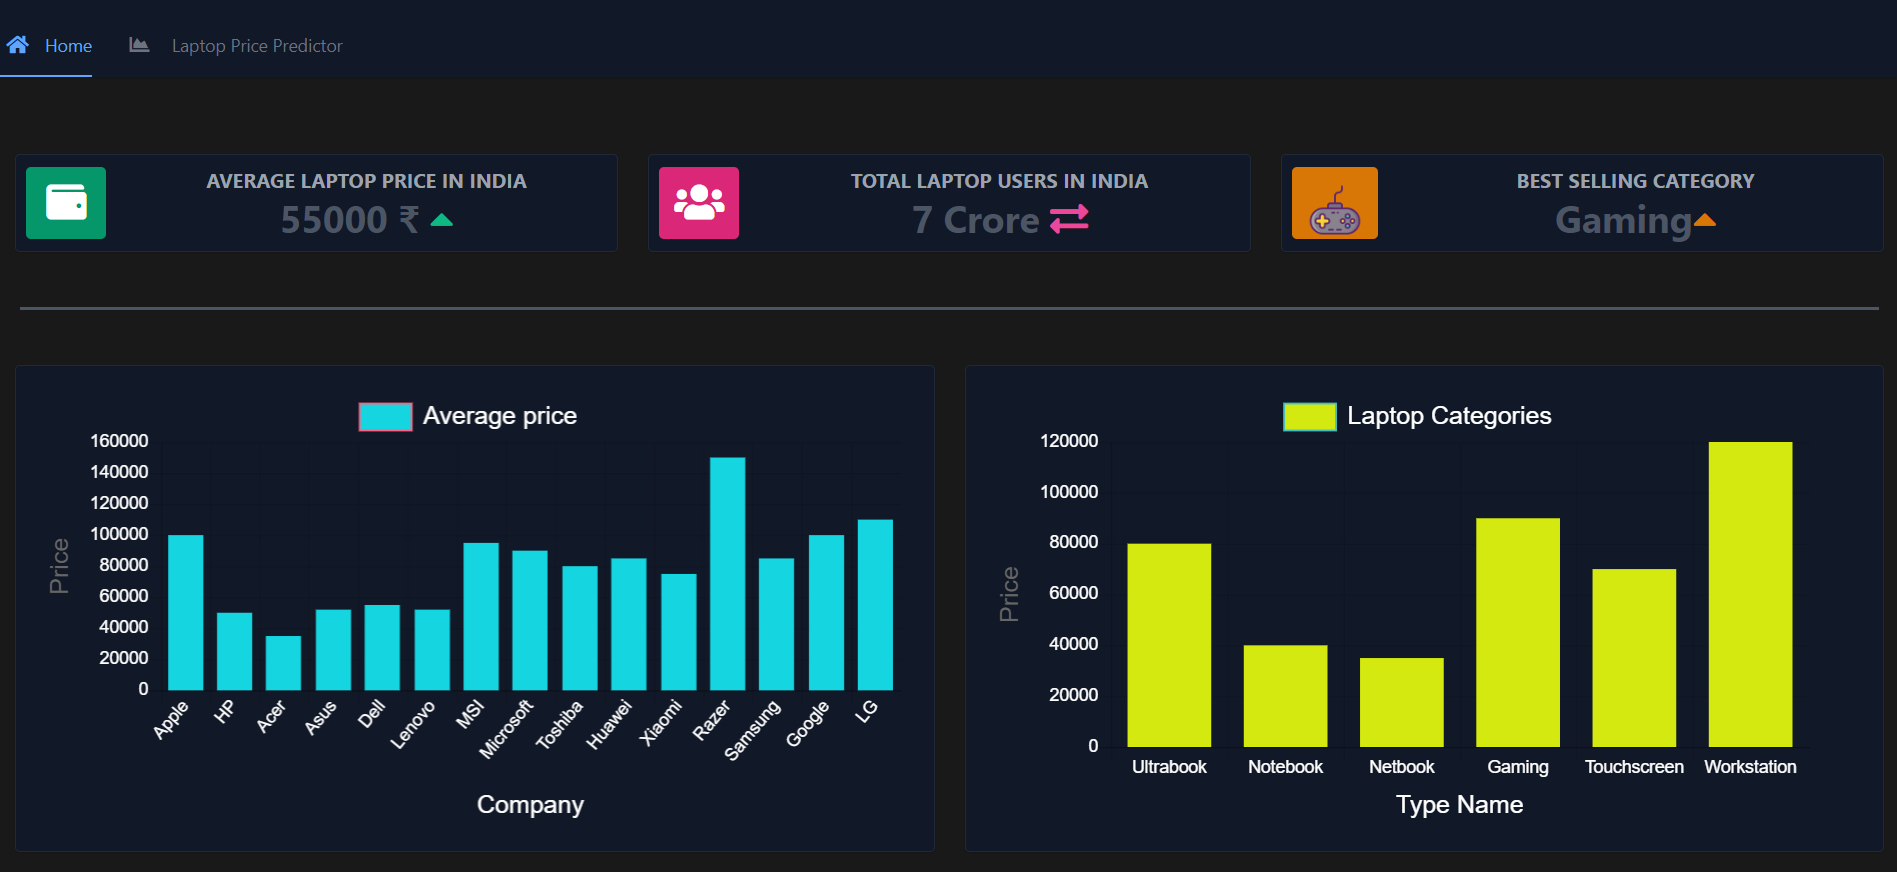 Home
Laptop Price Predictor
AVERAGE LAPTOP PRICE IN INDIA
55000 ₹
TOTAL LAPTOP USERS IN INDIA
7 Crore
BEST SELLING CATEGORY
Gaming
Average price
160000
140000
120000
100000
80000
60000
40000
20000
0
Price
Apple
HP
Acer
Asus
Dell
Lenovo
MSI
Microsoft
Toshiba
Huawei
Xiaomi
Razer
Samsung
Google
LG
Company
Laptop Categories
120000
100000
80000
60000
40000
20000
0
Price
Ultrabook
Notebook
Netbook
Gaming
Touchscreen
Workstation
Type Name